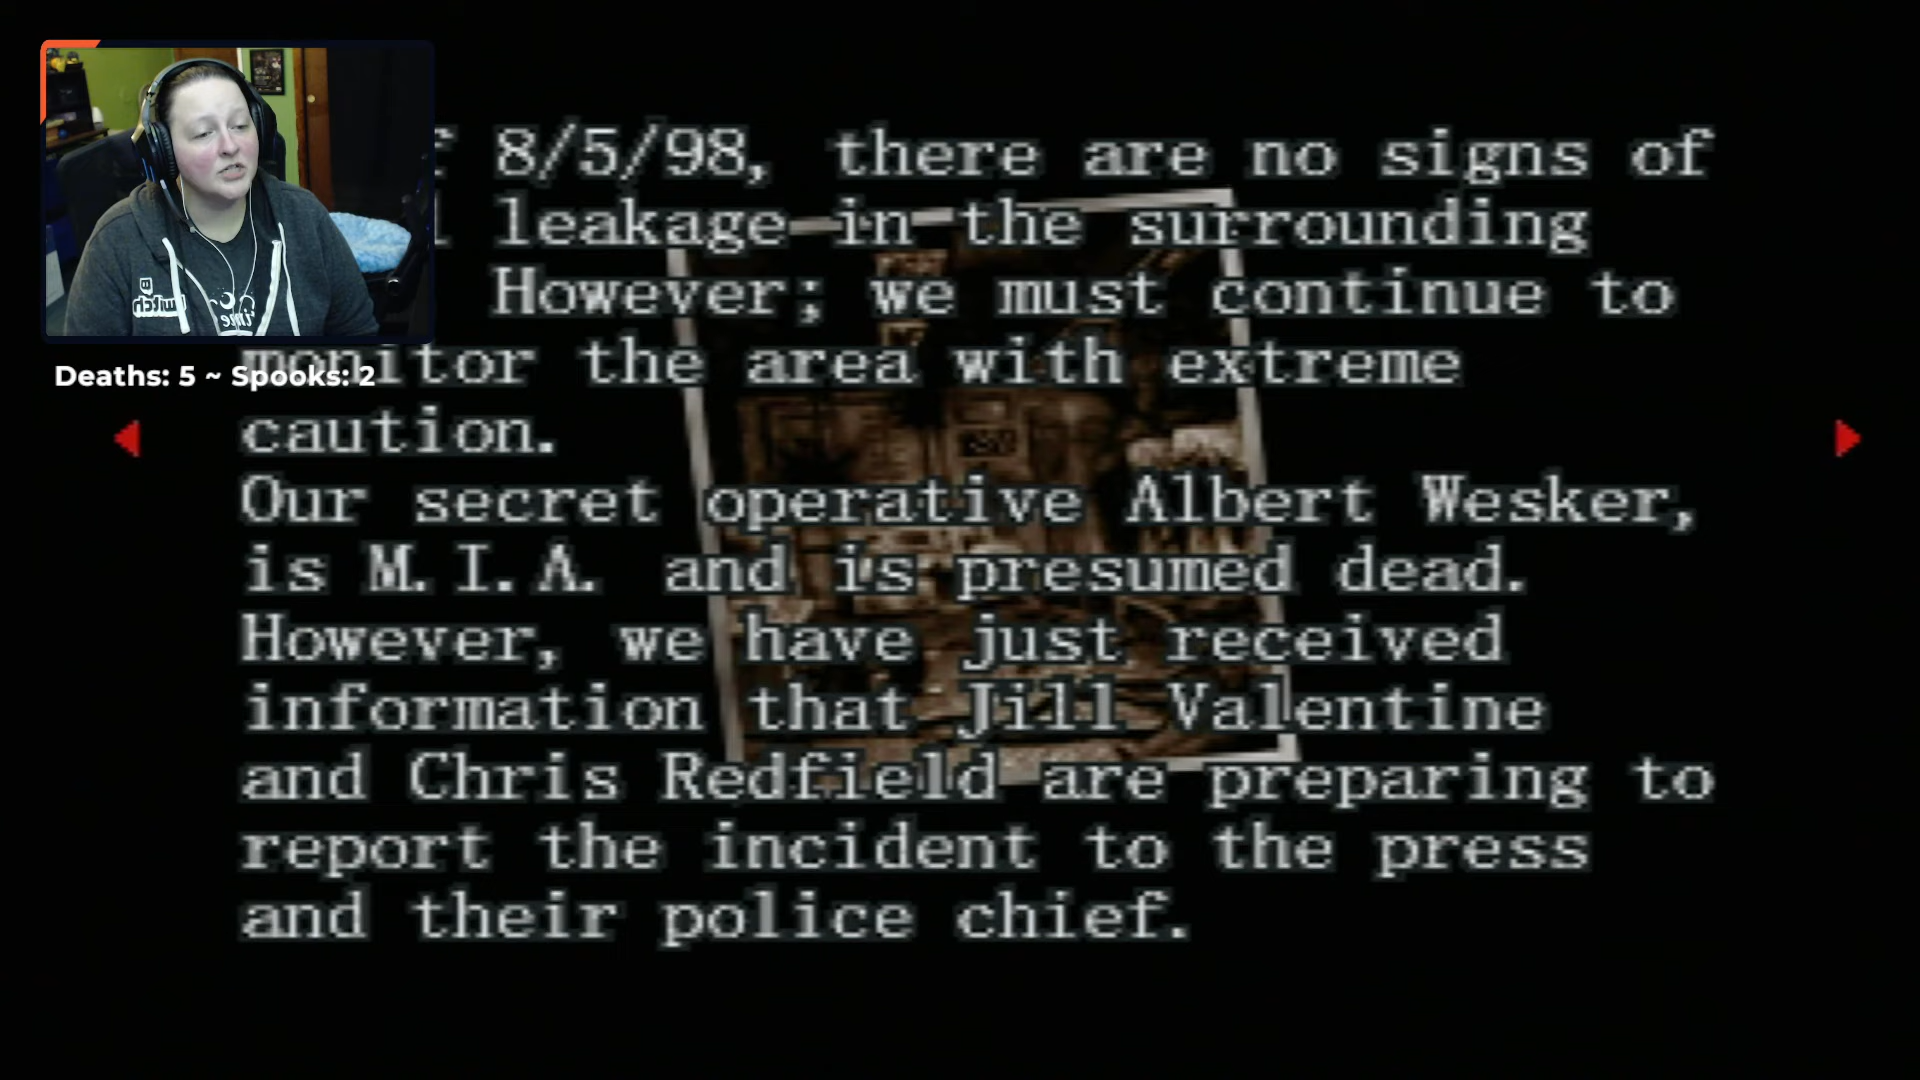 8/5/98, there are no signs of
leakage in the surrounding
However; we must continue to
monitor the area with extreme
caution.
Our secret operative Albert Wesker,
is M.I.A. and is presumed dead.
However, we have just received
information that Jill Valentine
and Chris Redfield are preparing to
report the incident to the press
and their police chief.
Deaths: 5 ~ Spooks: 2
twitch